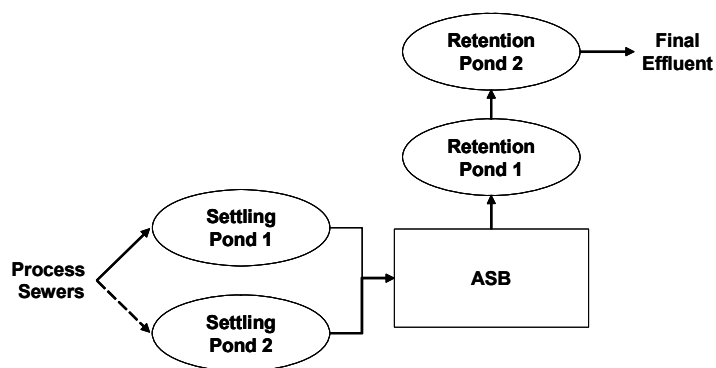 Retention
Pond 2
Final
Effluent
Retention
Pond 1
Settling
Pond 1
Process
Sewers
ASB
Settling
Pond 2